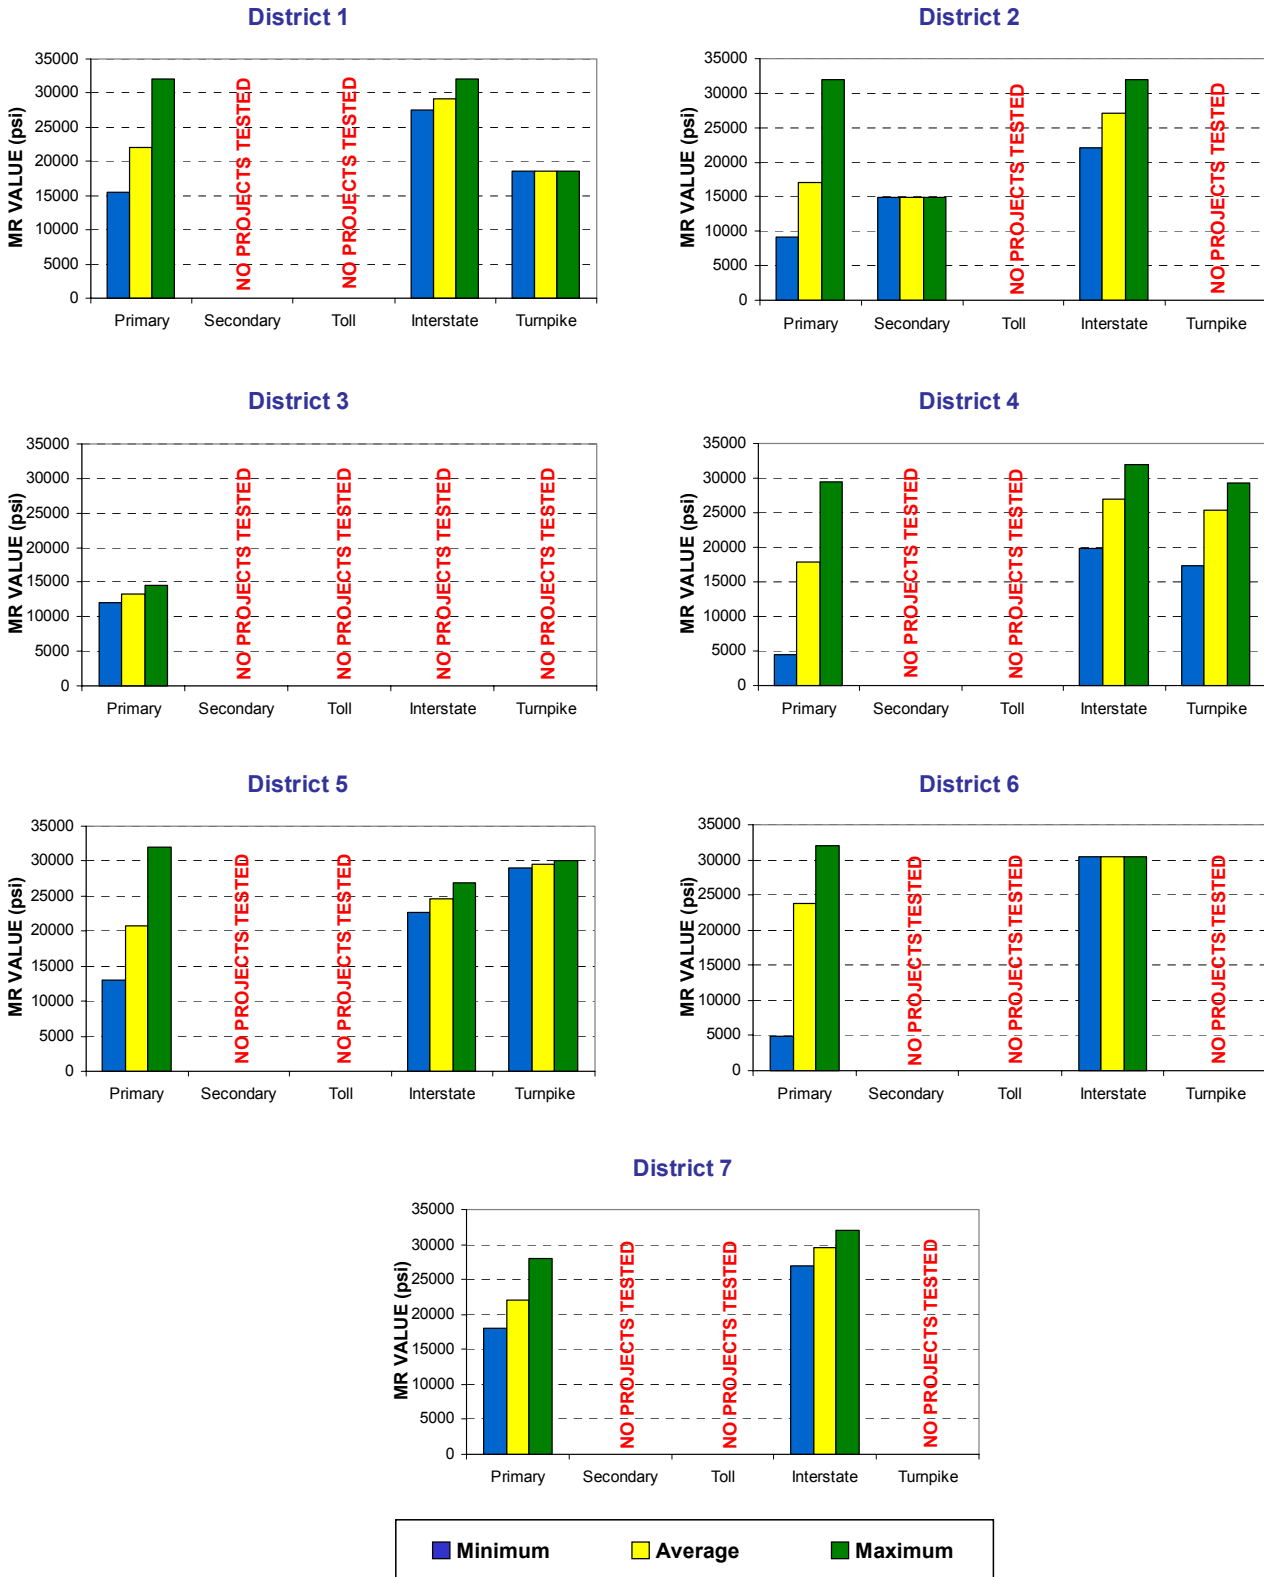 District 1
MR VALUE (psi)
35000
30000
25000
20000
15000
10000
5000
0
NO PROJECTS TESTED
NO PROJECTS TESTED
Primary Secondary Toll Interstate Turnpike
District 2
MR VALUE (psi)
35000
30000
25000
20000
15000
10000
5000
0
NO PROJECTS TESTED
NO PROJECTS TESTED
Primary Secondary Toll Interstate Turnpike
District 3
MR VALUE (psi)
35000
30000
25000
20000
15000
10000
5000
0
NO PROJECTS TESTED
NO PROJECTS TESTED
NO PROJECTS TESTED
NO PROJECTS TESTED
Primary Secondary Toll Interstate Turnpike
District 4
MR VALUE (psi)
35000
30000
25000
20000
15000
10000
5000
0
NO PROJECTS TESTED
NO PROJECTS TESTED
Primary Secondary Toll Interstate Turnpike
District 5
MR VALUE (psi)
35000
30000
25000
20000
15000
10000
5000
0
NO PROJECTS TESTED
NO PROJECTS TESTED
Primary Secondary Toll Interstate Turnpike
District 6
MR VALUE (psi)
35000
30000
25000
20000
15000
10000
5000
0
NO PROJECTS TESTED
NO PROJECTS TESTED
NO PROJECTS TESTED
Primary Secondary Toll Interstate Turnpike
District 7
MR VALUE (psi)
35000
30000
25000
20000
15000
10000
5000
0
NO PROJECTS TESTED
NO PROJECTS TESTED
NO PROJECTS TESTED
Primary Secondary Toll Interstate Turnpike
Minimum Average Maximum